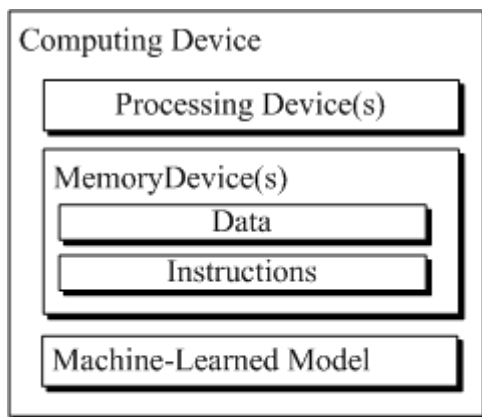 Computing Device
Processing Device(s)
MemoryDevice(s)
Data
Instructions
Machine-Learned Model